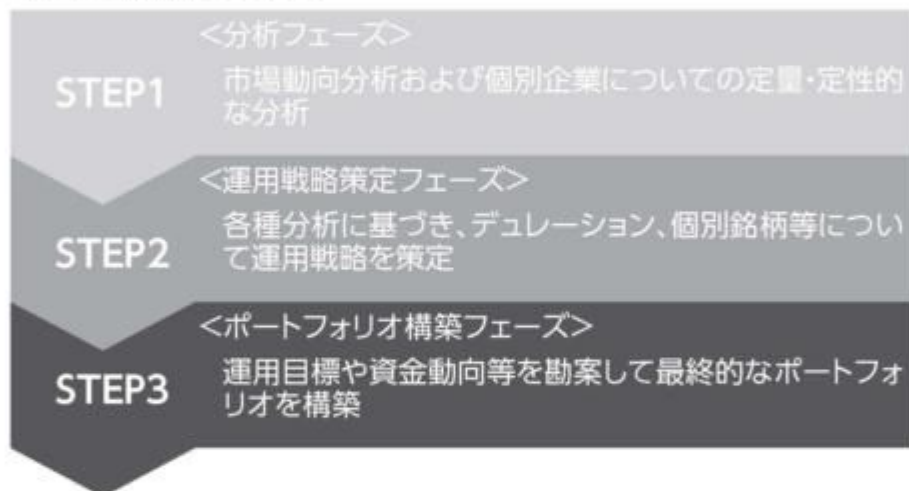 STEP1
<分析フェーズ>
市場動向分析および個別企業についての定量・定性的
な分析
STEP2
<運用戦略策定フェーズ>
各種分析に基づき、デュレーション、個別銘柄等につい
て運用戦略を策定
STEP3
<ポートフォリオ構築フェーズ>
運用目標や資金動向等を勘案して最終的なポートフォ
リオを構築